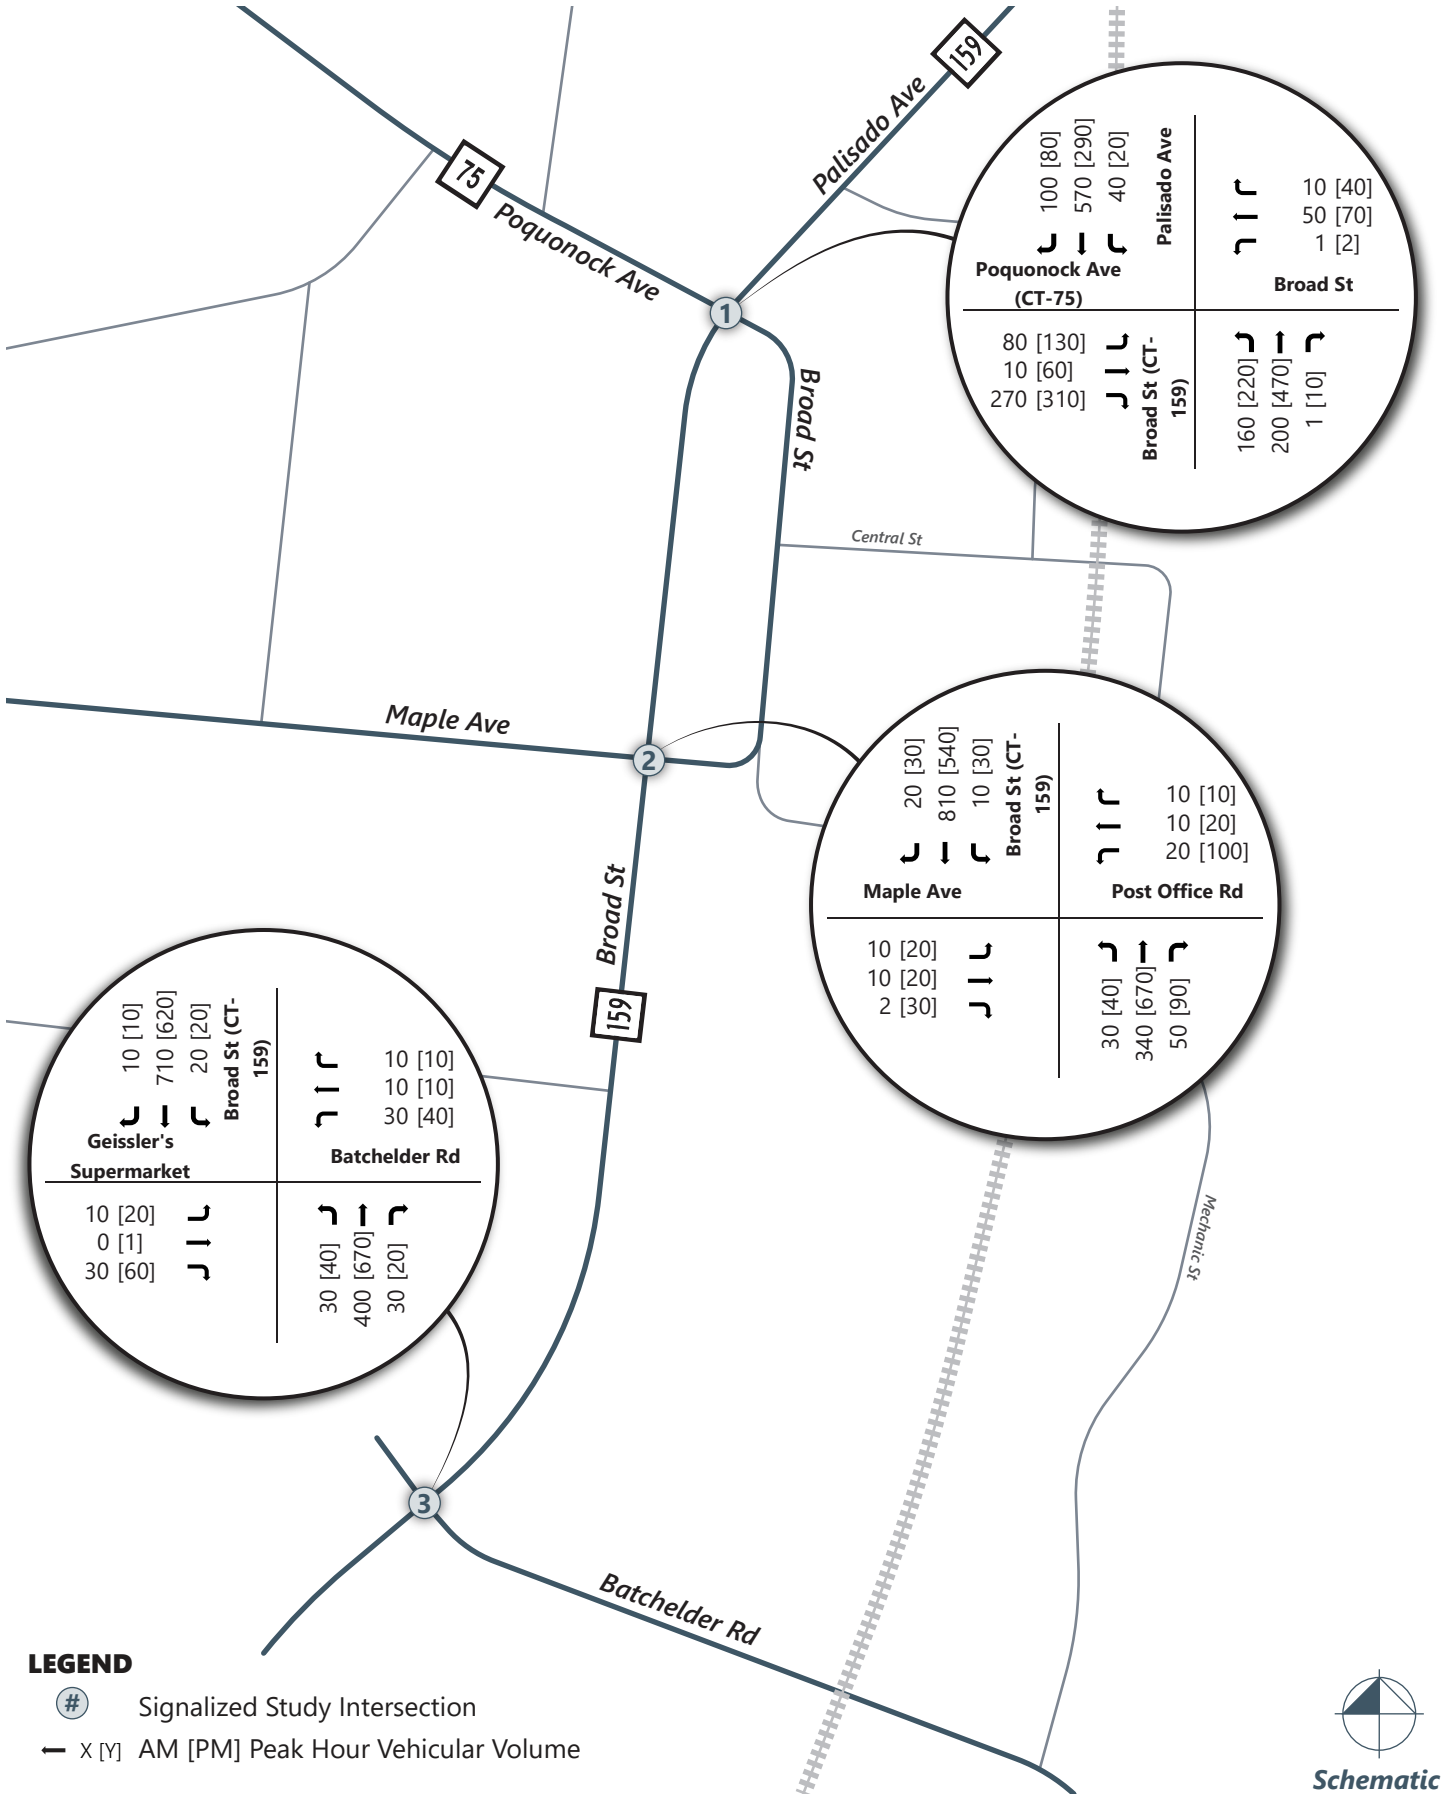 159
Palisado Ave
75
Poquonock Ave
1
Broad St
100 [80]
570 [290]
40 [20]
Palisado Ave
10 [40]
50 [70]
1 [2]
Poquonock Ave
(CT-75)
Broad St
80 [130]
10 [60]
270 [310]
Broad St (CT-
159)
160 [220]
200 [470]
1 [10]
Central St
Maple Ave
2
20 [30]
810 [540]
10 [30]
Broad St (CT-
159)
10 [10]
10 [20]
20 [100]
Maple Ave
Post Office Rd
10 [20]
10 [20]
2 [30]
30 [40]
340 [670]
50 [90]
Broad St
159
10 [10]
710 [620]
20 [20]
Broad St (CT-
159)
10 [10]
10 [10]
30 [40]
Geissler's
Supermarket
Batchelder Rd
10 [20]
0 [1]
30 [60]
30 [40]
400 [670]
30 [20]
Mechanic St
3
Batchelder Rd
LEGEND
# Signalized Study Intersection
X [Y] AM [PM] Peak Hour Vehicular Volume
Schematic